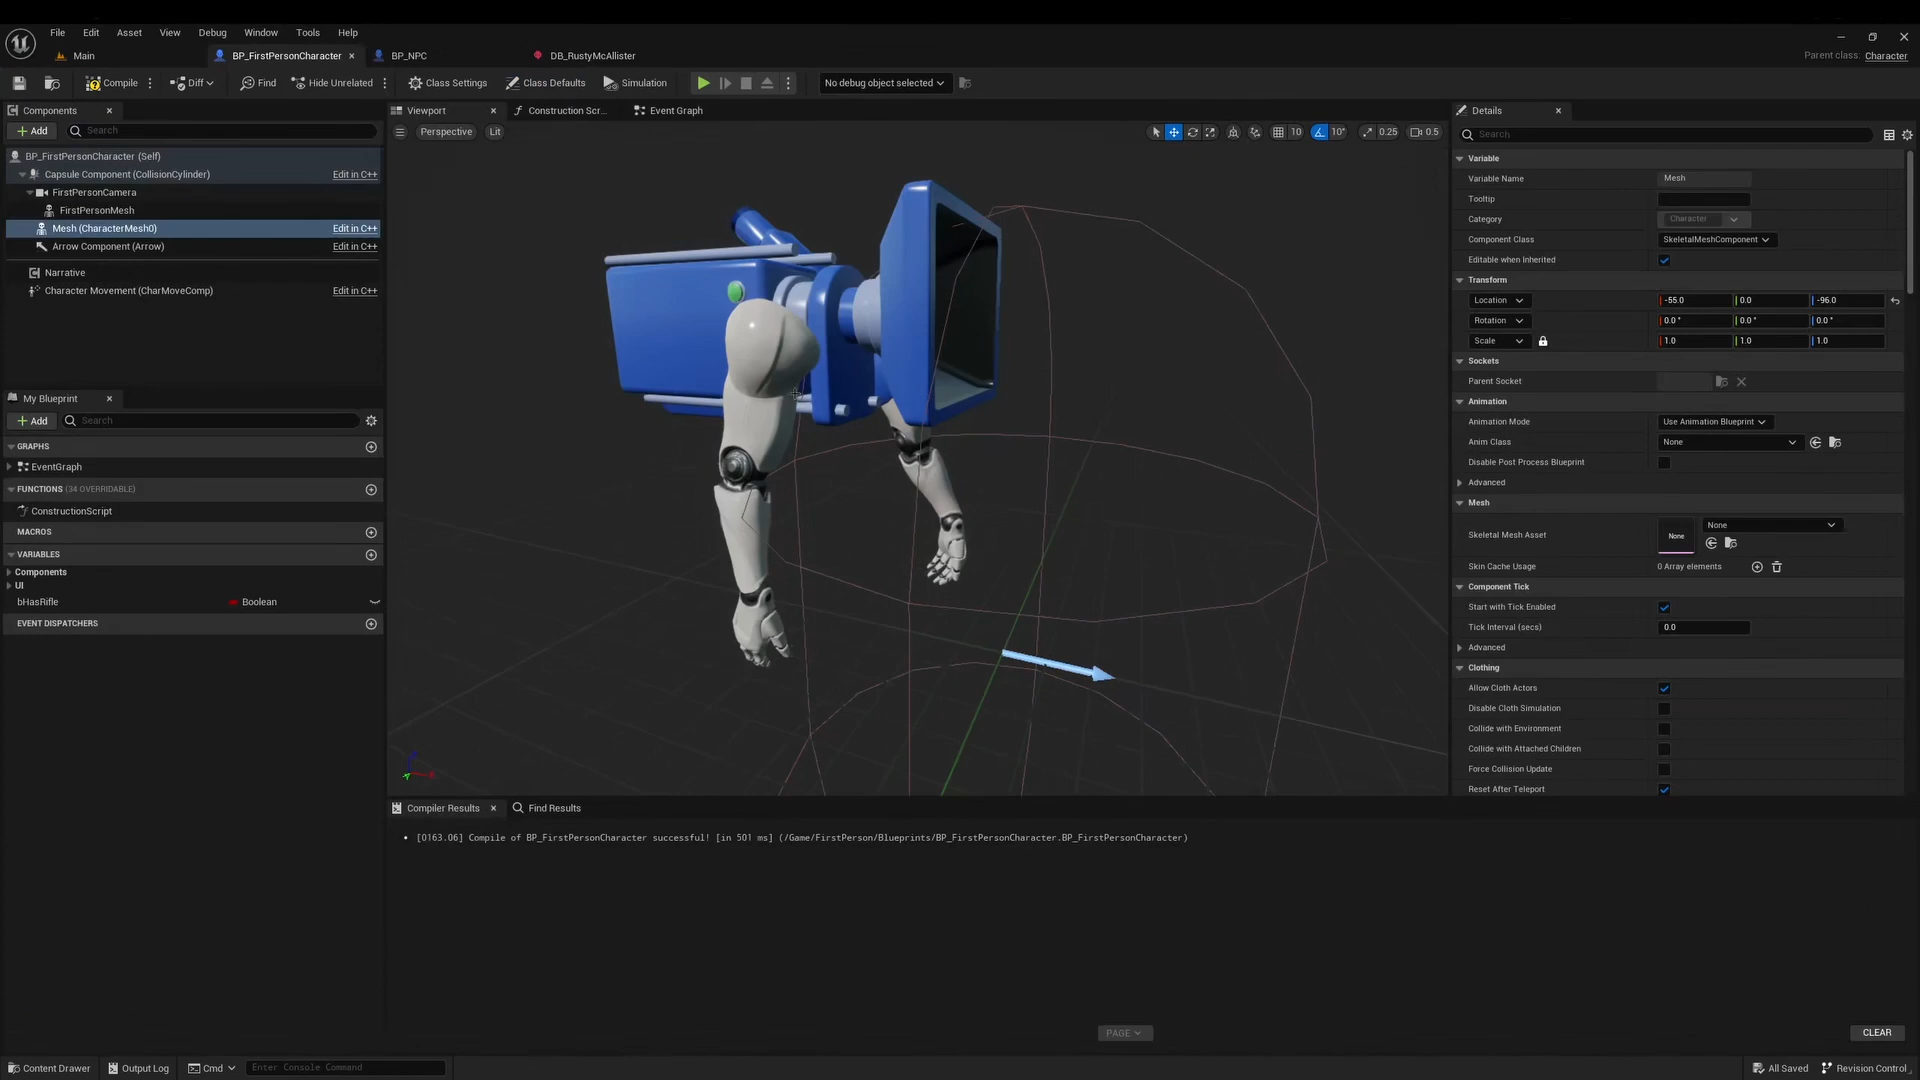 File Edit Asset View Debug Window Tools Help
Main BP_FirstPersonCharacter BP_NPC DB_RustyMcAllister Parent class: Character
Compile Diff Find Hide Unrelated Class Settings Class Defaults Simulation No debug object selected
Components
Add Search
BP_FirstPersonCharacter (Self)
Capsule Component (CollisionCylinder) Edit in C++
FirstPersonCamera
FirstPersonMesh
Mesh (CharacterMesh0) Edit in C++
Arrow Component (Arrow) Edit in C++
Narrative
Character Movement (CharMoveComp) Edit in C++
My Blueprint
Add Search
GRAPHS
EventGraph
FUNCTIONS (34 OVERRIDABLE)
ConstructionScript
MACROS
VARIABLES
Components
UI
bHasRifle Boolean
EVENT DISPATCHERS
Viewport Construction Scr... Event Graph
Perspective Lit 10 10° 0.25 0.5
Compiler Results Find Results
[0163.06] Compile of BP_FirstPersonCharacter successful! [in 501 ms] (/Game/FirstPerson/Blueprints/BP_FirstPersonCharacter.BP_FirstPersonCharacter)
PAGE CLEAR
Details
Search
Variable
Variable Name Mesh
Tooltip
Category Character
Component Class SkeletalMeshComponent
Editable when Inherited
Transform
Location -55.0 0.0 -96.0
Rotation 0.0° 0.0° 0.0°
Scale 1.0 1.0 1.0
Sockets
Parent Socket
Animation
Animation Mode Use Animation Blueprint
Anim Class None
Disable Post Process Blueprint
Advanced
Mesh
Skeletal Mesh Asset None None
Skin Cache Usage 0 Array elements
Component Tick
Start with Tick Enabled
Tick Interval (secs) 0.0
Advanced
Clothing
Allow Cloth Actors
Disable Cloth Simulation
Collide with Environment
Collide with Attached Children
Force Collision Update
Reset After Teleport
Content Drawer Output Log Cmd Enter Console Command All Saved Revision Control